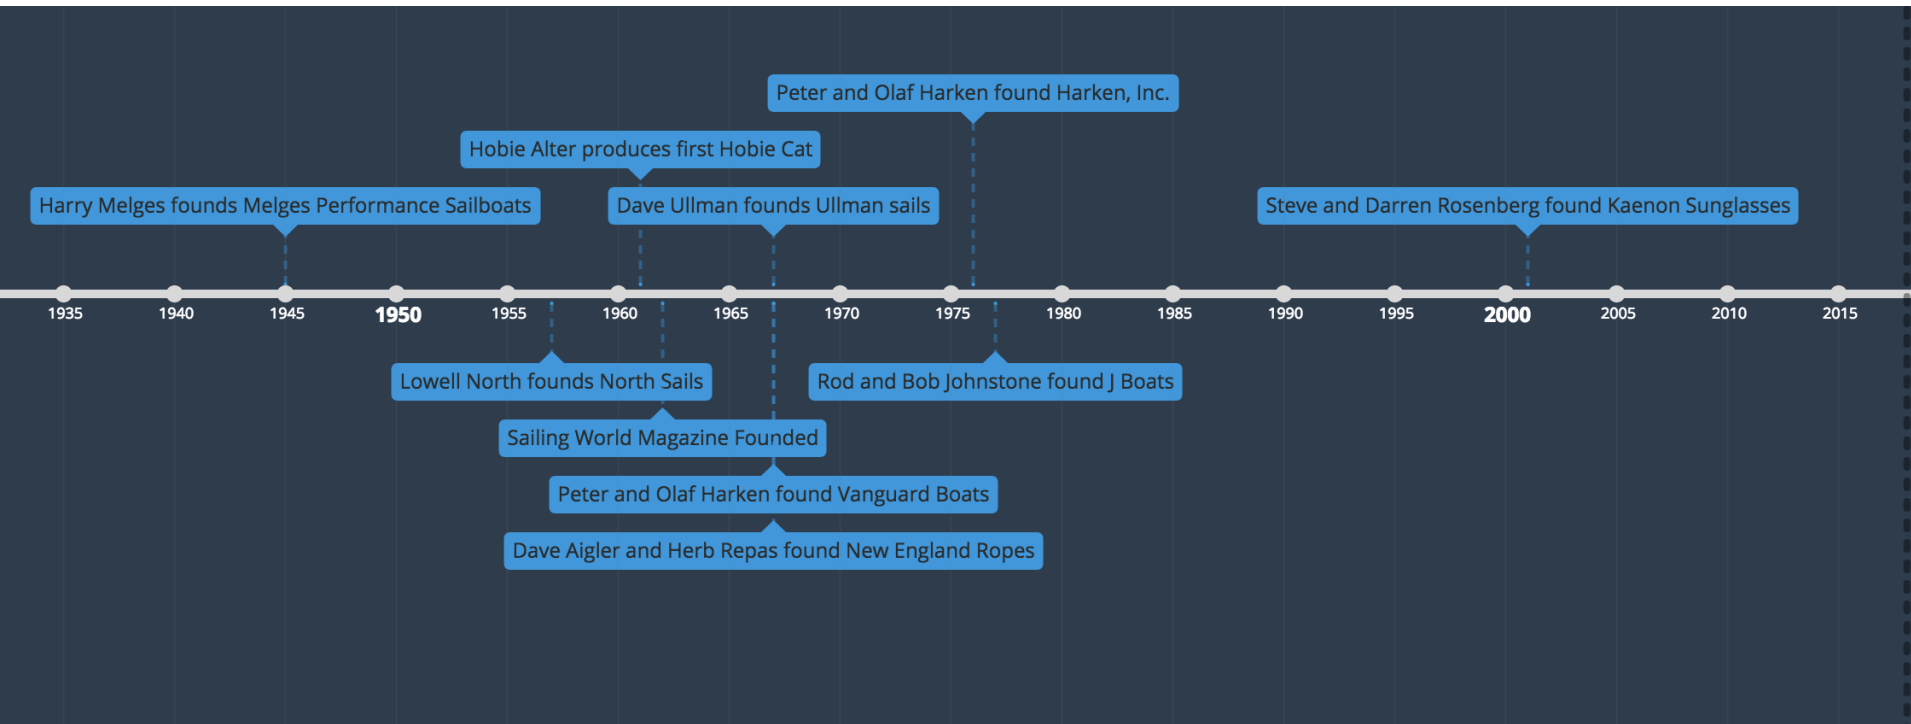 Peter and Olaf Harken found Harken, Inc.
Hobie Alter produces first Hobie Cat
Harry Melges founds Melges Performance Sailboats
Dave Ullman founds Ullman sails
Steve and Darren Rosenberg found Kaenon Sunglasses
1935 1940 1945 1950 1955 1960 1965 1970 1975 1980 1985 1990 1995 2000 2005 2010 2015
Lowell North founds North Sails
Rod and Bob Johnstone found J Boats
Sailing World Magazine Founded
Peter and Olaf Harken found Vanguard Boats
Dave Aigler and Herb Repas found New England Ropes